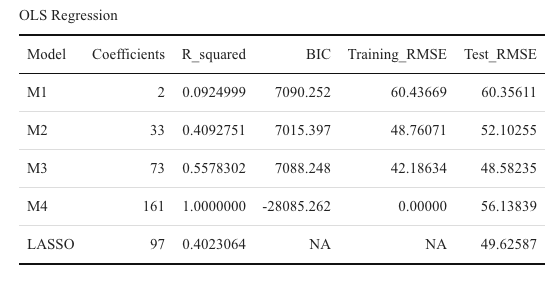 OLS Regression
Model Coefficients R_squared BIC Training_RMSE Test_RMSE
M1 2 0.0924999 7090.252 60.43669 60.35611
M2 33 0.4092751 7015.397 48.76071 52.10255
M3 73 0.5578302 7088.248 42.18634 48.58235
M4 161 1.0000000 -28085.262 0.00000 56.13839
LASSO 97 0.4023064 NA NA 49.62587